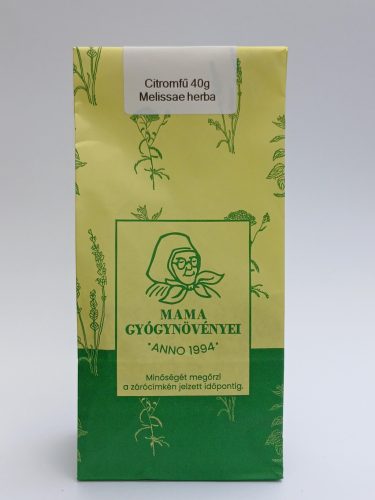 Citromfű 40g
Melissae herba
MAMA
GYÓGYNÖVÉNYEI
*ANNO 1994*
Minőségét megőrzi
a zárócímkén jelzett időpontig.